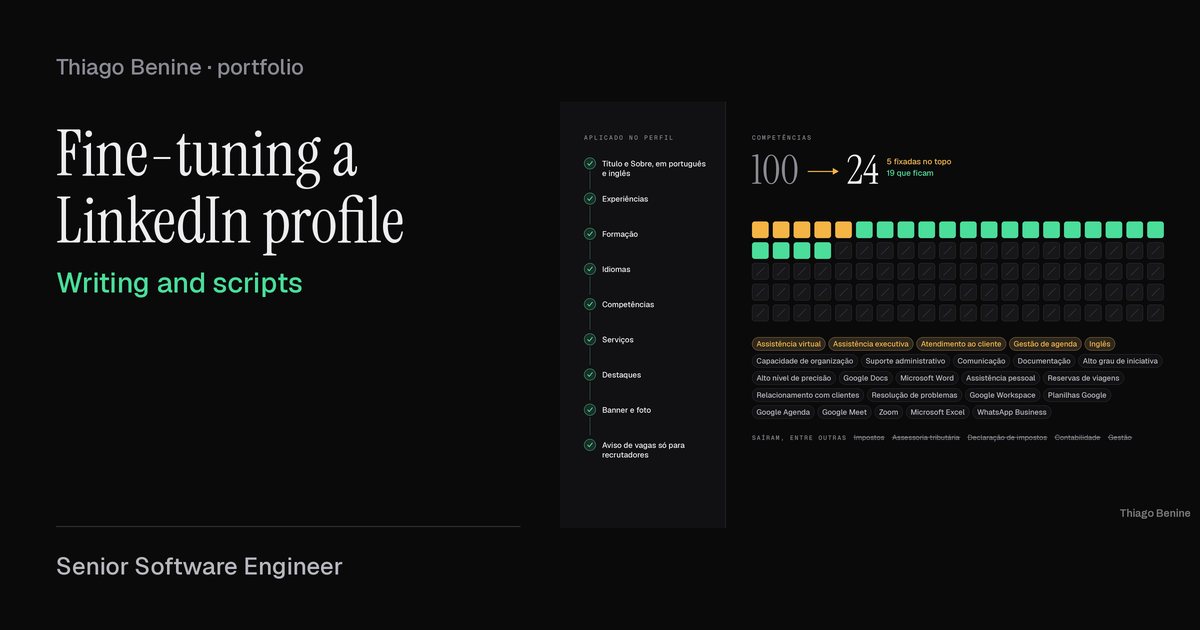 Thiago Benine · portfolio
Fine-tuning a
LinkedIn profile
Writing and scripts
Senior Software Engineer
APLICADO NO PERFIL
Título e Sobre, em português
e inglês
Experiências
Formação
Idiomas
Competências
Serviços
Destaques
Banner e foto
Aviso de vagas só para
recrutadores
COMPETÊNCIAS
100 → 24
5 fixadas no topo
19 que ficam
Assistência virtual Assistência executiva Atendimento ao cliente Gestão de agenda Inglês
Capacidade de organização Suporte administrativo Comunicação Documentação Alto grau de iniciativa
Alto nível de precisão Google Docs Microsoft Word Assistência pessoal Reservas de viagens
Relacionamento com clientes Resolução de problemas Google Workspace Planilhas Google
Google Agenda Google Meet Zoom Microsoft Excel WhatsApp Business
SAÍRAM, ENTRE OUTRAS Impostos Assessoria tributária Declaração de impostos Contabilidade Gestão
Thiago Benine